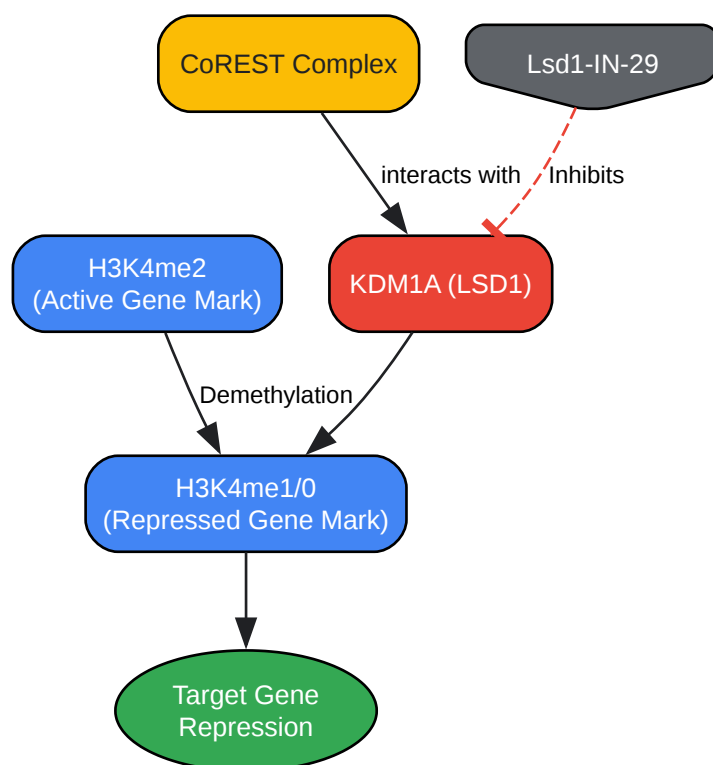 CoREST Complex
Lsd1-IN-29
interacts with
Inhibits
H3K4me2
(Active Gene Mark)
KDM1A (LSD1)
Demethylation
H3K4me1/0
(Repressed Gene Mark)
Target Gene
Repression